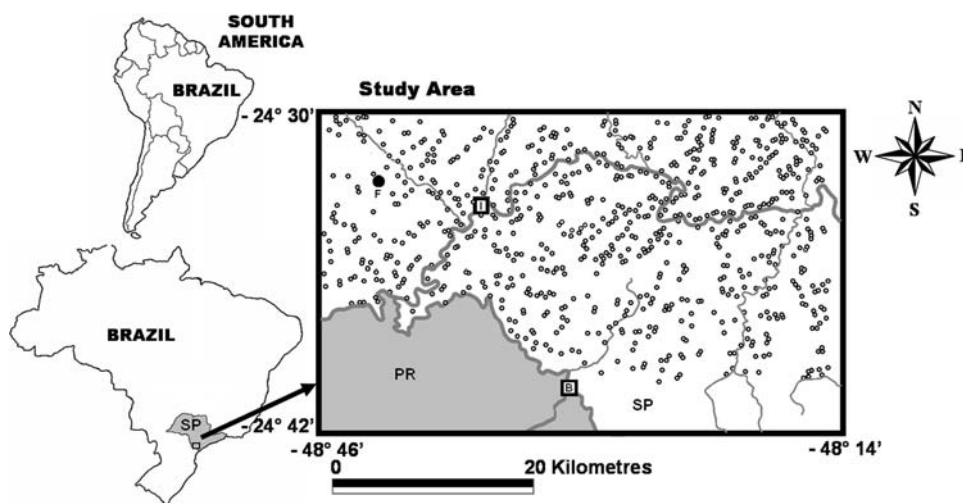 SOUTH
AMERICA
BRAZIL
Study Area
- 24° 30
N
W
E
S
F
I
BRAZIL
PR
B
SP
SP
- 24° 42
- 48° 46′
- 48° 14′
0
20 Kilometres